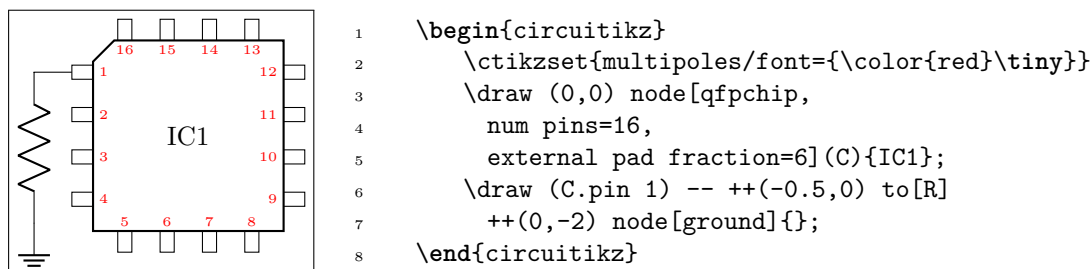 16 15 14 13
1 12
2 11
IC1
3 10
4 9
5 6 7 8
1 \begin{circuitikz}
2 \ctikzset{multipoles/font={\color{red}\tiny}}
3 \draw (0,0) node[qfpchip,
4 num pins=16,
5 external pad fraction=6](C){IC1};
6 \draw (C.pin 1) -- ++(-0.5,0) to[R]
7 ++(0,-2) node[ground]{};
8 \end{circuitikz}